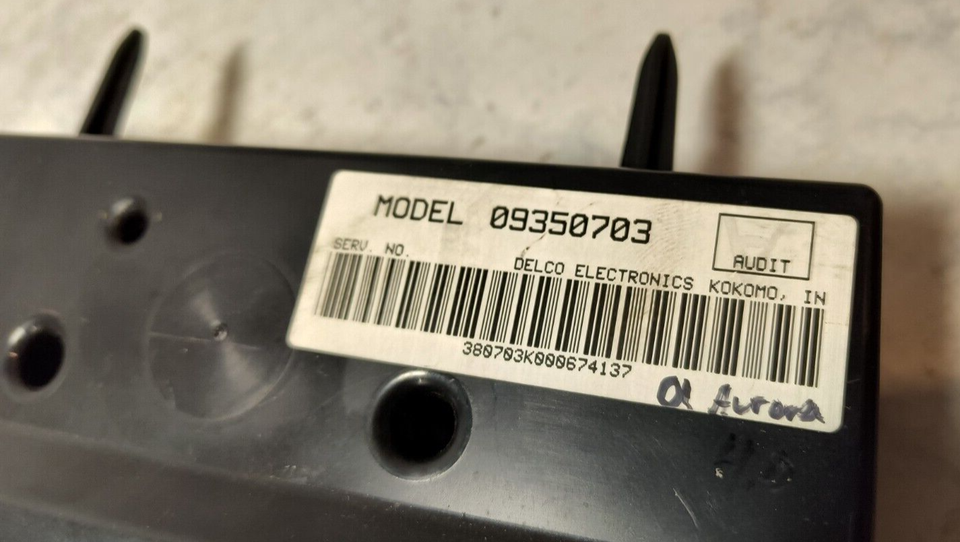 MODEL 09350703
AUDIT
SERV. NO.
DELCO ELECTRONICS KOKOMO, IN
380703K000674137
01 Aurora